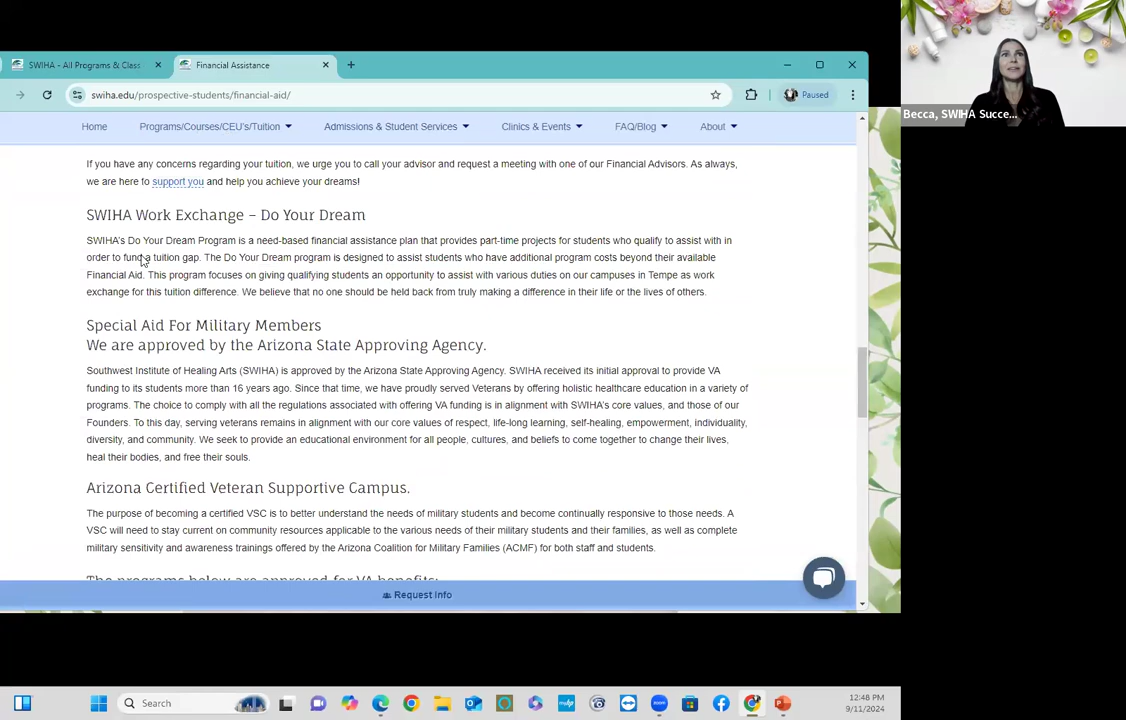 SWIHA - All Programs & Class
Financial Assistance
swiha.edu/prospective-students/financial-aid/
Paused
Home Programs/Courses/CEU's/Tuition Admissions & Student Services Clinics & Events FAQ/Blog About
If you have any concerns regarding your tuition, we urge you to call your advisor and request a meeting with one of our Financial Advisors. As always,
we are here to support you and help you achieve your dreams!
SWIHA Work Exchange – Do Your Dream
SWIHA's Do Your Dream Program is a need-based financial assistance plan that provides part-time projects for students who qualify to assist with in
order to fund a tuition gap. The Do Your Dream program is designed to assist students who have additional program costs beyond their available
Financial Aid. This program focuses on giving qualifying students an opportunity to assist with various duties on our campuses in Tempe as work
exchange for this tuition difference. We believe that no one should be held back from truly making a difference in their life or the lives of others.
Special Aid For Military Members
We are approved by the Arizona State Approving Agency.
Southwest Institute of Healing Arts (SWIHA) is approved by the Arizona State Approving Agency. SWIHA received its initial approval to provide VA
funding to its students more than 16 years ago. Since that time, we have proudly served Veterans by offering holistic healthcare education in a variety of
programs. The choice to comply with all the regulations associated with offering VA funding is in alignment with SWIHA's core values, and those of our
Founders. To this day, serving veterans remains in alignment with our core values of respect, life-long learning, self-healing, empowerment, individuality,
diversity, and community. We seek to provide an educational environment for all people, cultures, and beliefs to come together to change their lives,
heal their bodies, and free their souls.
Arizona Certified Veteran Supportive Campus.
The purpose of becoming a certified VSC is to better understand the needs of military students and become continually responsive to those needs. A
VSC will need to stay current on community resources applicable to the various needs of their military students and their families, as well as complete
military sensitivity and awareness trainings offered by the Arizona Coalition for Military Families (ACMF) for both staff and students.
The programs below are approved for VA benefits:
Request Info
Becca, SWIHA Succe...
Search
12:48 PM
9/11/2024